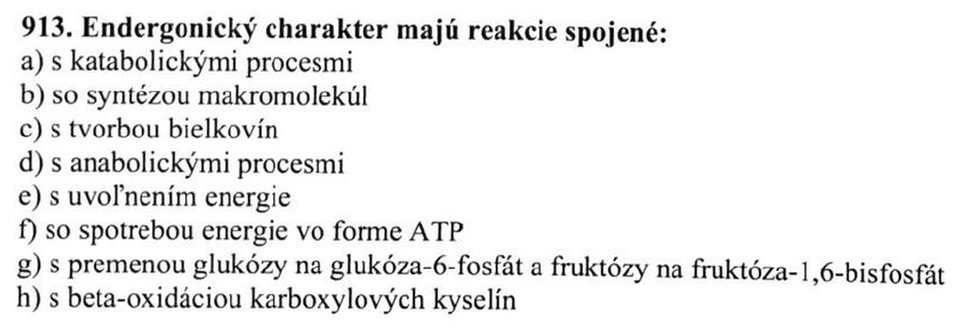 913. Endergonický charakter majú reakcie spojené:
a) s katabolickými procesmi
b) so syntézou makromolekúl
c) s tvorbou bielkovín
d) s anabolickými procesmi
e) s uvoľnením energie
f) so spotrebou energie vo forme ATP
g) s premenou glukózy na glukóza-6-fosfát a fruktózy na fruktóza-1,6-bisfosfát
h) s beta-oxidáciou karboxylových kyselín